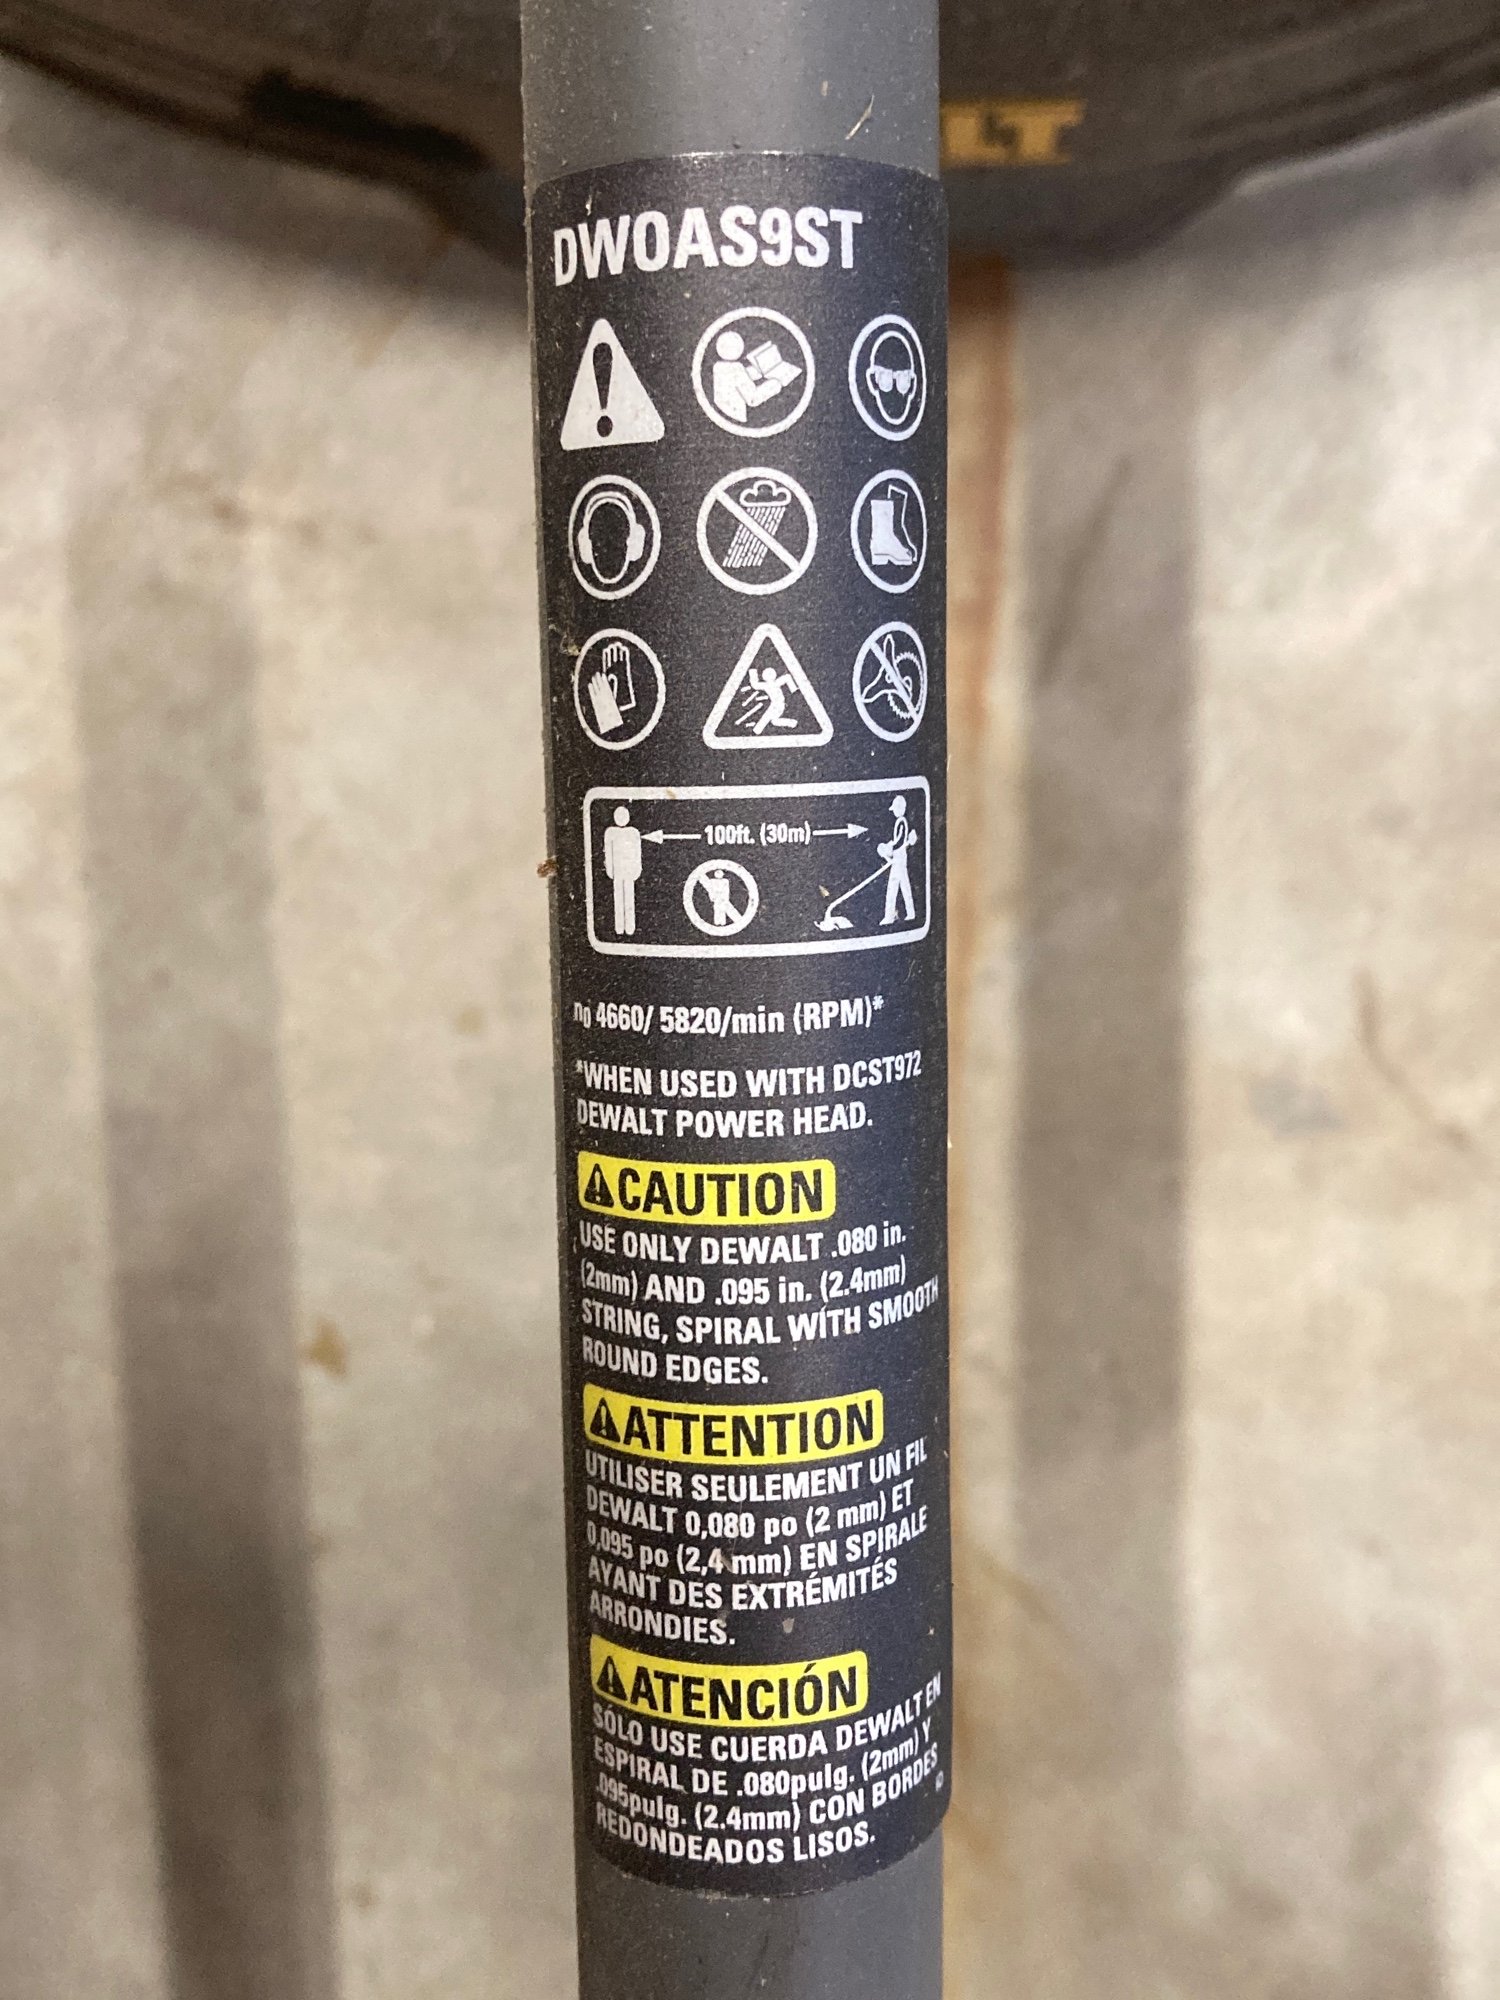 LT
DWOAS9ST
100ft. (30m)
n0 4660/ 5820/min (RPM)*
*WHEN USED WITH DCST972
DEWALT POWER HEAD.
CAUTION
USE ONLY DEWALT .080 in.
(2mm) AND .095 in. (2.4mm)
STRING, SPIRAL WITH SMOOTH
ROUND EDGES.
ATTENTION
UTILISER SEULEMENT UN FIL
DEWALT 0,080 po (2 mm) ET
0,095 po (2,4 mm) EN SPIRALE
AYANT DES EXTRÉMITÉS
ARRONDIES.
ATENCIÓN
SÓLO USE CUERDA DEWALT EN
ESPIRAL DE .080pulg. (2mm) Y
.095pulg. (2.4mm) CON BORDES
REDONDEADOS LISOS.